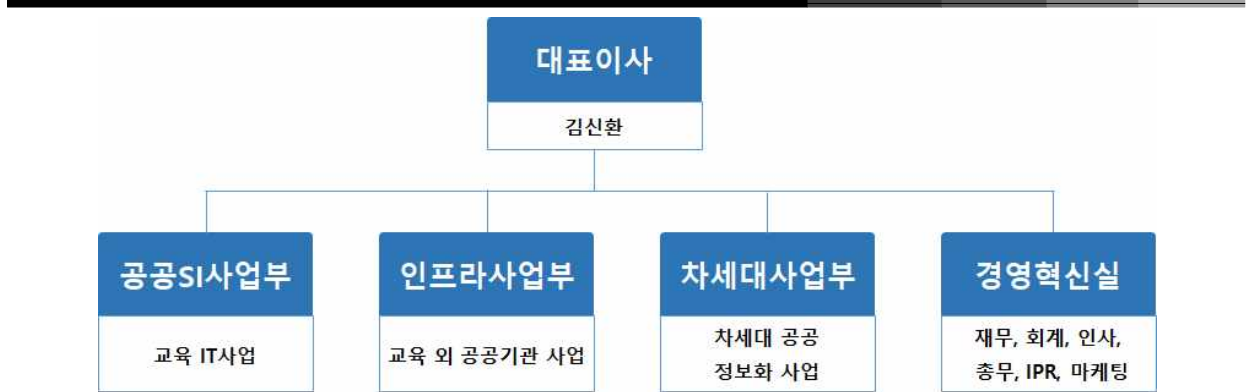 대표이사
김신환
공공SI사업부
교육 IT사업
인프라사업부
교육 외 공공기관 사업
차세대사업부
차세대 공공
정보화 사업
경영혁신실
재무, 회계, 인사,
총무, IPR, 마케팅